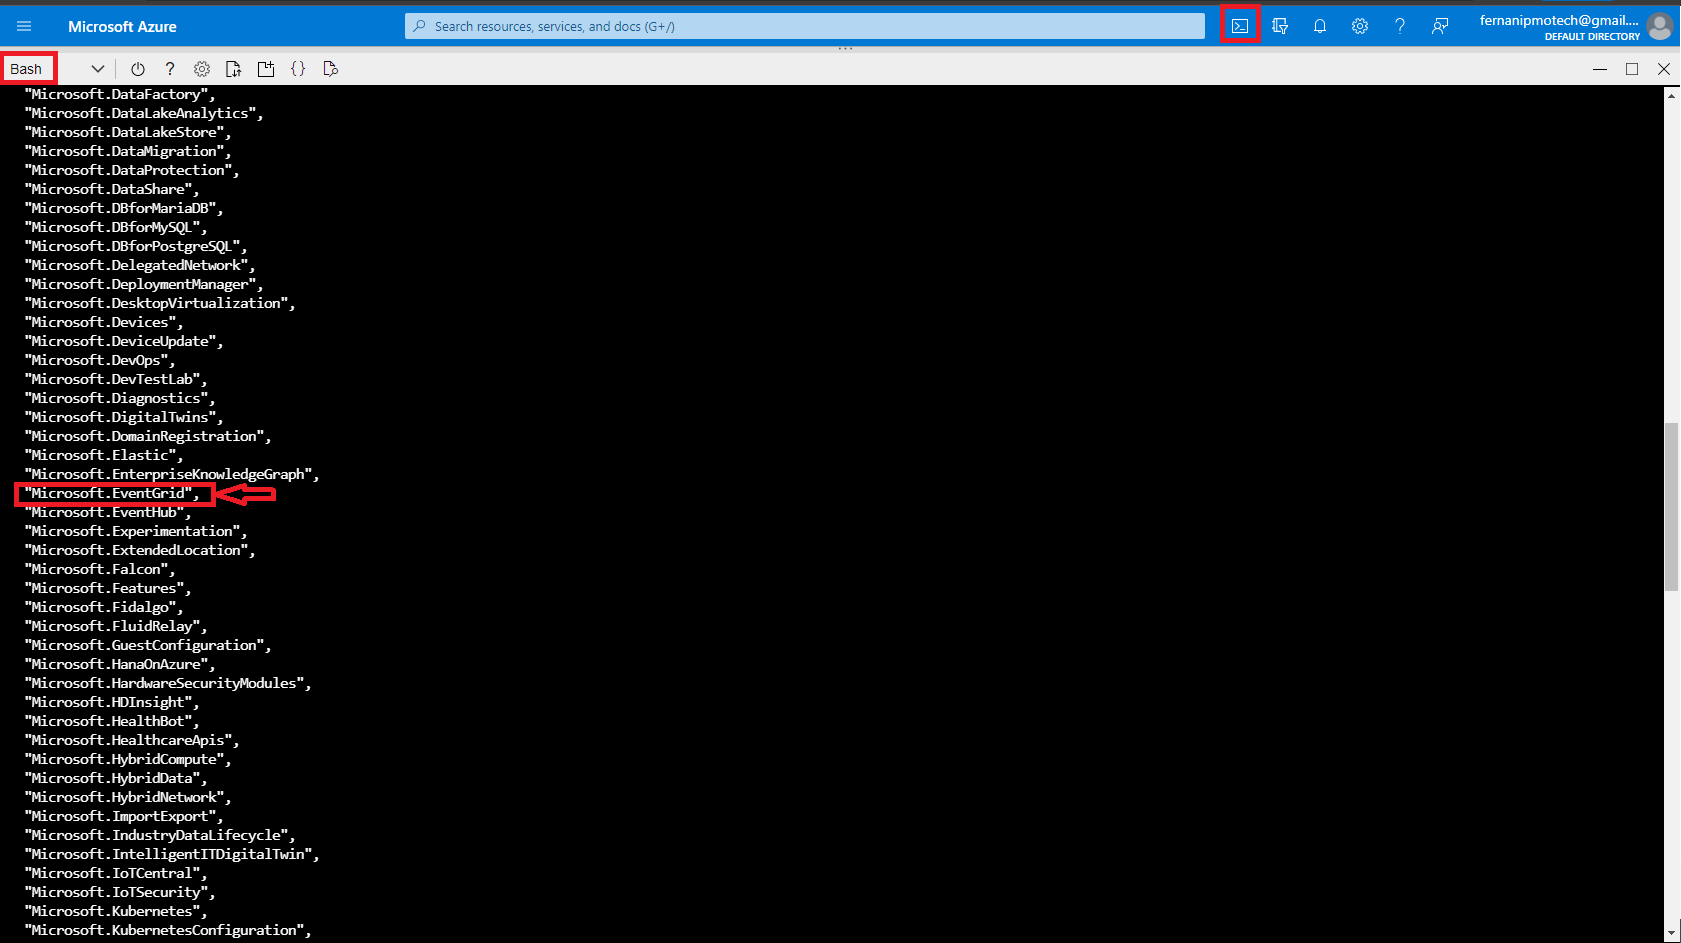 Microsoft Azure
Search resources, services, and docs (G+/)
fernanipmotech@gmail....
DEFAULT DIRECTORY
Bash
"Microsoft.DataFactory",
"Microsoft.DataLakeAnalytics",
"Microsoft.DataLakeStore",
"Microsoft.DataMigration",
"Microsoft.DataProtection",
"Microsoft.DataShare",
"Microsoft.DBforMariaDB",
"Microsoft.DBforMySQL",
"Microsoft.DBforPostgreSQL",
"Microsoft.DelegatedNetwork",
"Microsoft.DeploymentManager",
"Microsoft.DesktopVirtualization",
"Microsoft.Devices",
"Microsoft.DeviceUpdate",
"Microsoft.DevOps",
"Microsoft.DevTestLab",
"Microsoft.Diagnostics",
"Microsoft.DigitalTwins",
"Microsoft.DomainRegistration",
"Microsoft.Elastic",
"Microsoft.EnterpriseKnowledgeGraph",
"Microsoft.EventGrid",
"Microsoft.EventHub",
"Microsoft.Experimentation",
"Microsoft.ExtendedLocation",
"Microsoft.Falcon",
"Microsoft.Features",
"Microsoft.Fidalgo",
"Microsoft.FluidRelay",
"Microsoft.GuestConfiguration",
"Microsoft.HanaOnAzure",
"Microsoft.HardwareSecurityModules",
"Microsoft.HDInsight",
"Microsoft.HealthBot",
"Microsoft.HealthcareApis",
"Microsoft.HybridCompute",
"Microsoft.HybridData",
"Microsoft.HybridNetwork",
"Microsoft.ImportExport",
"Microsoft.IndustryDataLifecycle",
"Microsoft.IntelligentITDigitalTwin",
"Microsoft.IoTCentral",
"Microsoft.IoTSecurity",
"Microsoft.Kubernetes",
"Microsoft.KubernetesConfiguration",